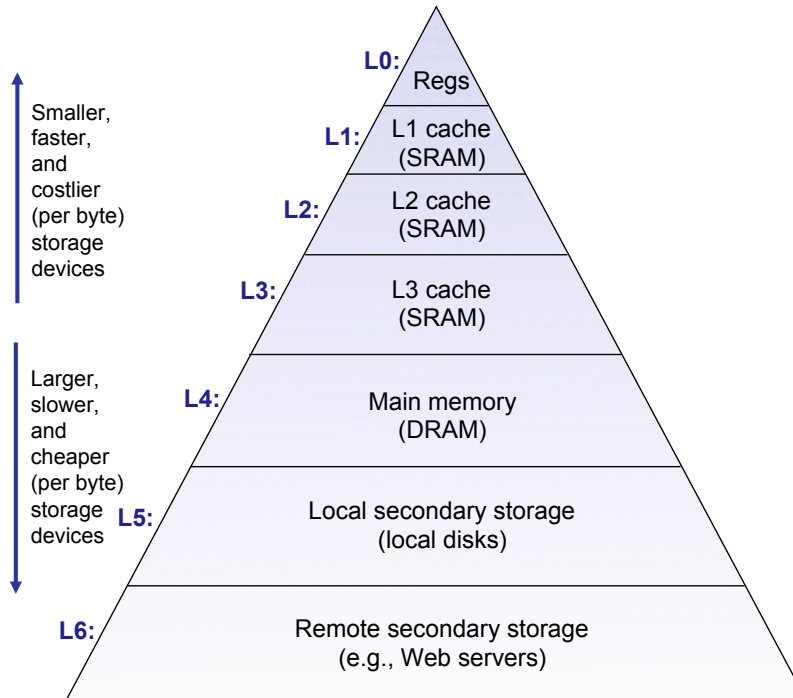 L0:
Regs
L1:
L1 cache
(SRAM)
L2:
L2 cache
(SRAM)
L3:
L3 cache
(SRAM)
L4:
Main memory
(DRAM)
L5:
Local secondary storage
(local disks)
L6:
Remote secondary storage
(e.g., Web servers)
Smaller,
faster,
and
costlier
(per byte)
storage
devices
Larger,
slower,
and
cheaper
(per byte)
storage
devices